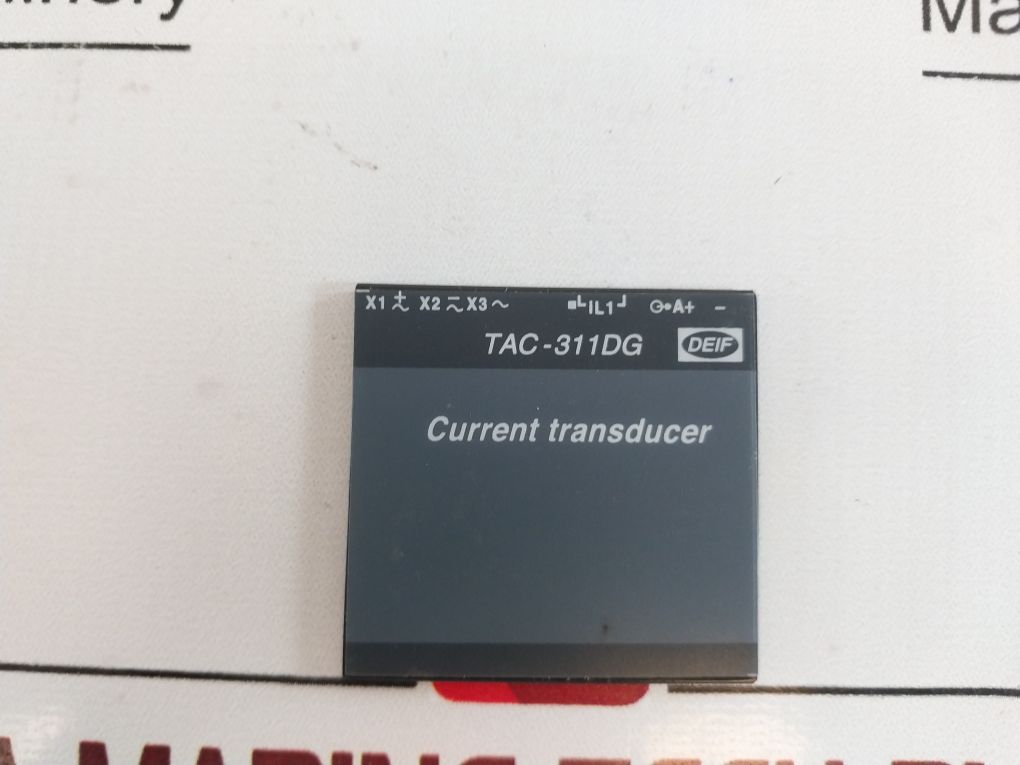 X1 ± X2 ⎓ X3 ~ IL1 A+ -
TAC-311DG DEIF
Current transducer